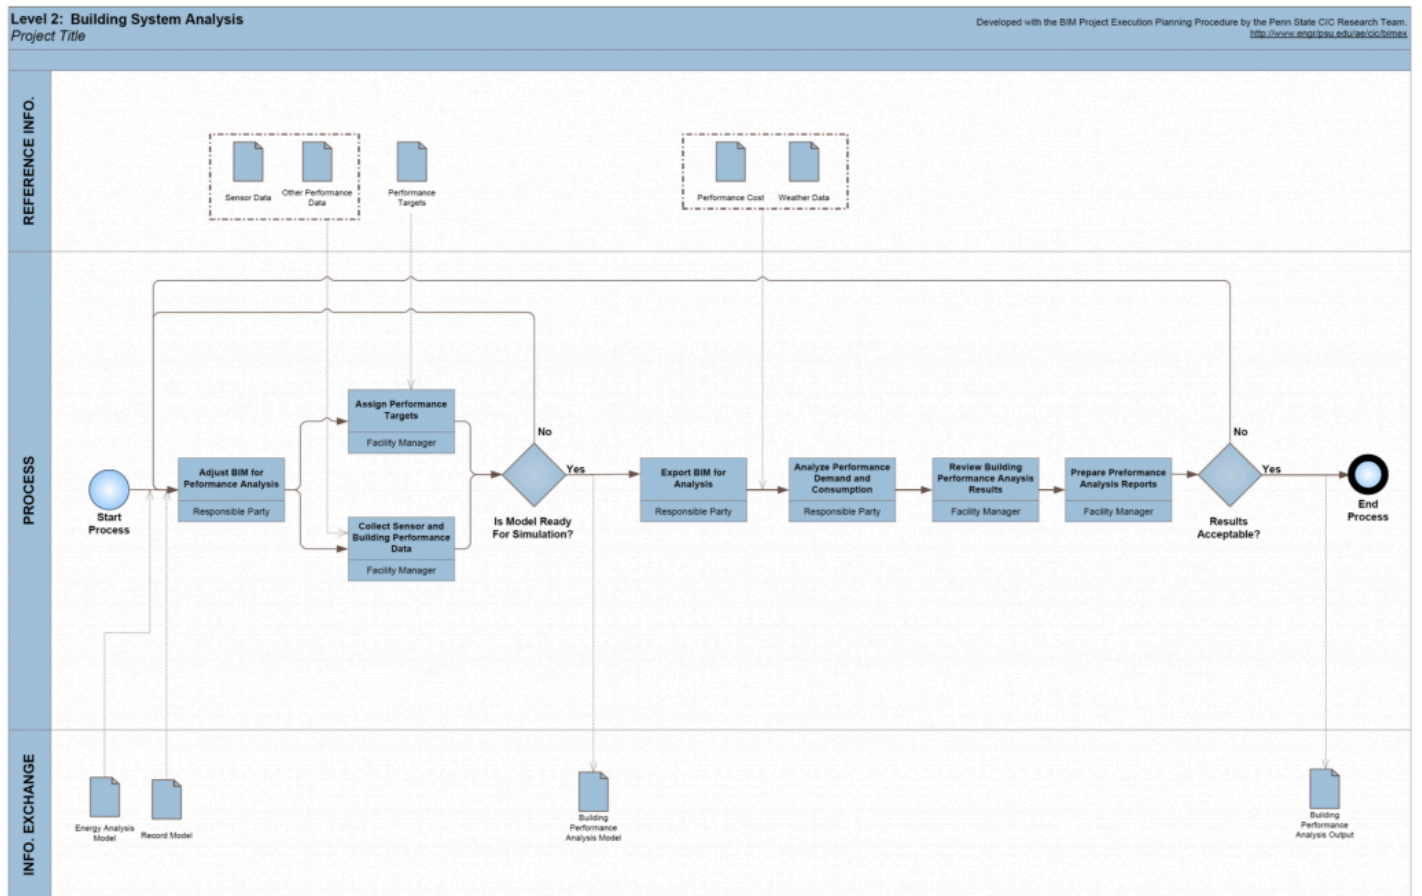 Level 2: Building System Analysis
Project Title
Developed with the BIM Project Execution Planning Procedure by the Penn State CIC Research Team.
http://www.engr/psu.edu/ae/cic/bimex
REFERENCE INFO.
Sensor Data
Other Performance
Data
Performance
Targets
Performance Cost
Weather Data
PROCESS
Start
Process
Adjust BIM for
Peformance Analysis
Responsible Party
Assign Performance
Targets
Facility Manager
Collect Sensor and
Building Performance
Data
Facility Manager
No
Yes
Is Model Ready
For Simulation?
Export BIM for
Analysis
Responsible Party
Analyze Performance
Demand and
Consumption
Responsible Party
Review Building
Performance Anaysis
Results
Facility Manager
Prepare Preformance
Analysis Reports
Facility Manager
No
Yes
Results
Acceptable?
End
Process
INFO. EXCHANGE
Energy Analysis
Model
Record Model
Building
Performance
Analysis Model
Building
Performance
Analysis Output